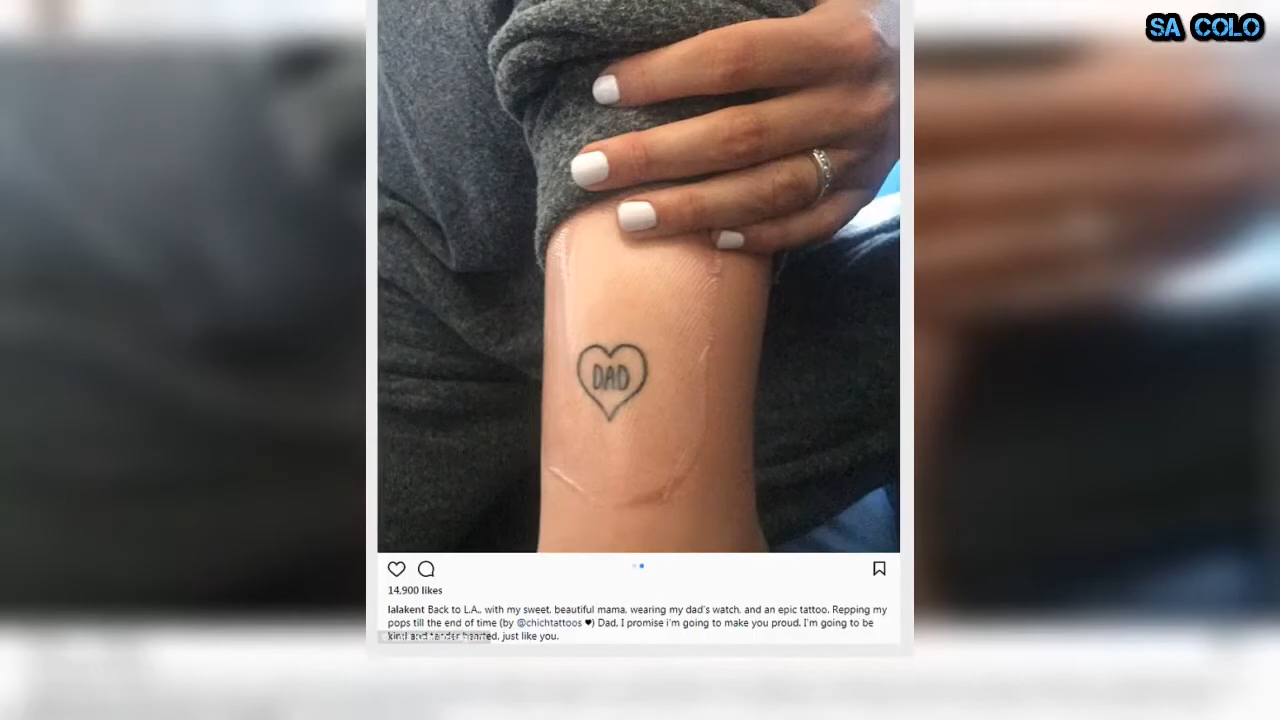 SA COLO
DAD
14,900 likes
lalakent Back to L.A., with my sweet, beautiful mama, wearing my dad's watch, and an epic tattoo. Repping my
pops till the end of time (by @chichtattoos ♥) Dad, I promise i'm going to make you proud. I'm going to be
kind and tender hearted, just like you.